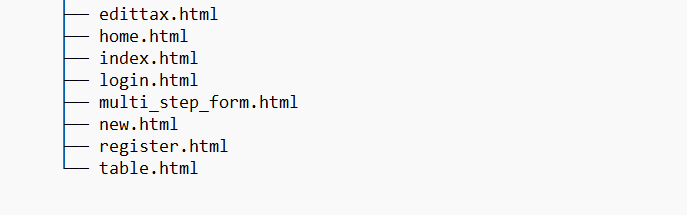 ├── edittax.html
├── home.html
├── index.html
├── login.html
├── multi_step_form.html
├── new.html
├── register.html
└── table.html